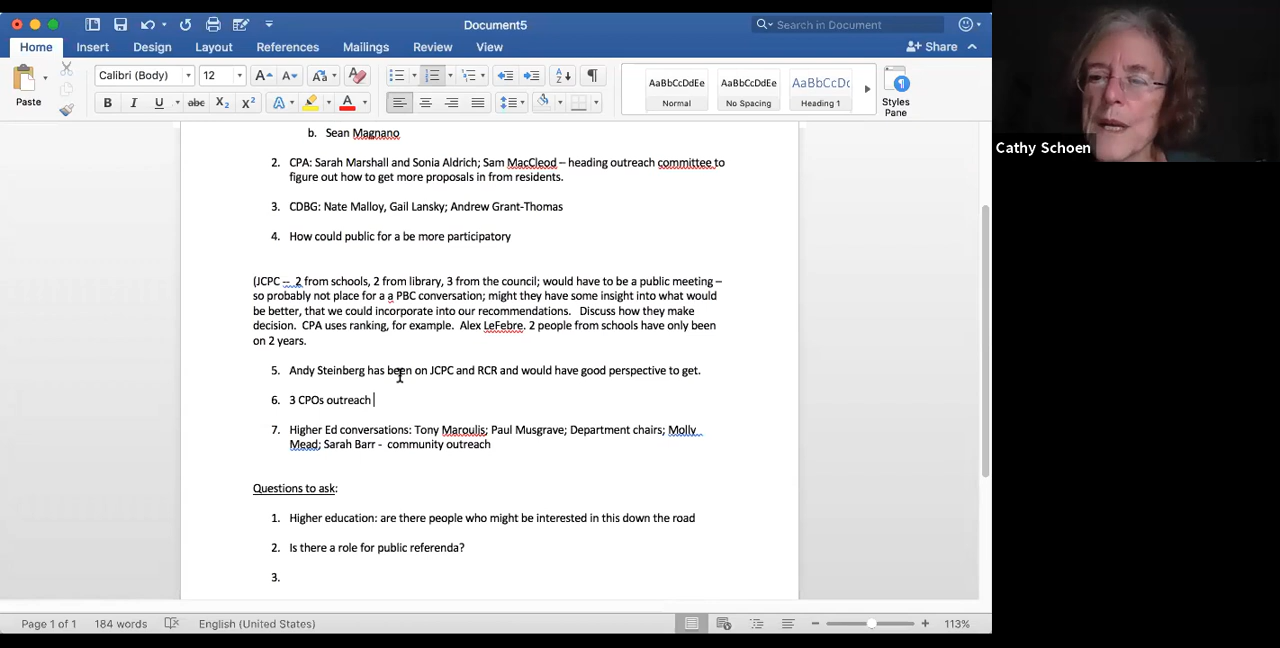 Document5
Search in Document
Home Insert Design Layout References Mailings Review View Share
Paste Calibri (Body) 12
AaBbCcDdEe AaBbCcDdEe AaBbCcDc
Normal No Spacing Heading 1 Styles Pane
b. Sean Magnano
2. CPA: Sarah Marshall and Sonia Aldrich; Sam MacCleod – heading outreach committee to
figure out how to get more proposals in from residents.
3. CDBG: Nate Malloy, Gail Lansky; Andrew Grant-Thomas
4. How could public for a be more participatory
(JCPC -- 2 from schools, 2 from library, 3 from the council; would have to be a public meeting –
so probably not place for a a PBC conversation; might they have some insight into what would
be better, that we could incorporate into our recommendations. Discuss how they make
decision. CPA uses ranking, for example. Alex LeFebre. 2 people from schools have only been
on 2 years.
5. Andy Steinberg has been on JCPC and RCR and would have good perspective to get.
6. 3 CPOs outreach
7. Higher Ed conversations: Tony Maroulis; Paul Musgrave; Department chairs; Molly
Mead; Sarah Barr - community outreach
Questions to ask:
1. Higher education: are there people who might be interested in this down the road
2. Is there a role for public referenda?
3.
Page 1 of 1 184 words English (United States) 113%
Cathy Schoen